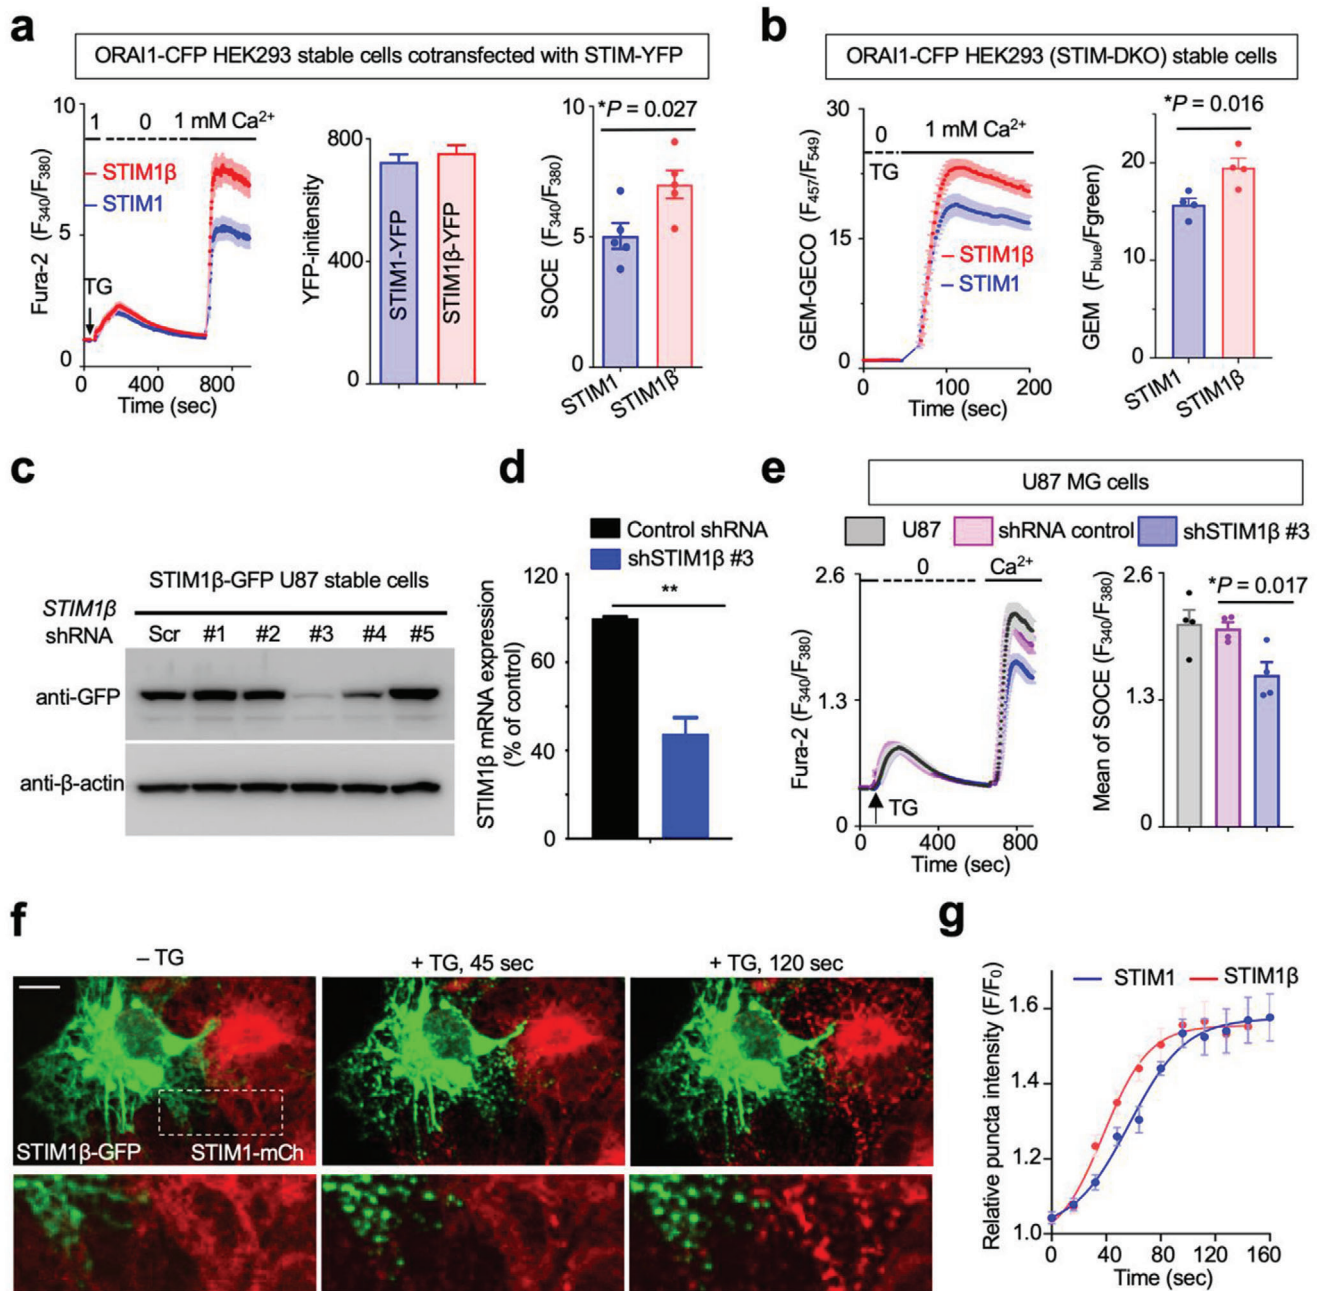 a
ORAI1-CFP HEK293 stable cells cotransfected with STIM-YFP
10
5
0
Fura-2 (F340/F380)
1 0 1 mM Ca2+
STIM1β
STIM1
TG
0 400 800
Time (sec)
800
400
0
YFP-initensity
STIM1-YFP
STIM1β-YFP
10
5
0
SOCE (F340/F380)
*P = 0.027
STIM1
STIM1β
b
ORAI1-CFP HEK293 (STIM-DKO) stable cells
30
15
0
GEM-GECO (F457/F549)
0 1 mM Ca2+
TG
STIM1β
STIM1
0 100 200
Time (sec)
20
10
0
GEM (Fblue/Fgreen)
*P = 0.016
STIM1
STIM1β
c
STIM1β-GFP U87 stable cells
STIM1β
shRNA Scr #1 #2 #3 #4 #5
anti-GFP
anti-β-actin
d
Control shRNA
shSTIM1β #3
120
60
40
0
STIM1β mRNA expression
(% of control)
**
e
U87 MG cells
U87 shRNA control shSTIM1β #3
2.6
1.3
0
Fura-2 (F340/F380)
0 Ca2+
TG
0 400 800
Time (sec)
2.6
1.3
0
Mean of SOCE (F340/F380)
*P = 0.017
f
– TG
+ TG, 45 sec
+ TG, 120 sec
STIM1β-GFP STIM1-mCh
g
STIM1 STIM1β
1.6
1.4
1.2
1.0
Relative puncta intensity (F/F0)
0 40 80 120 160
Time (sec)